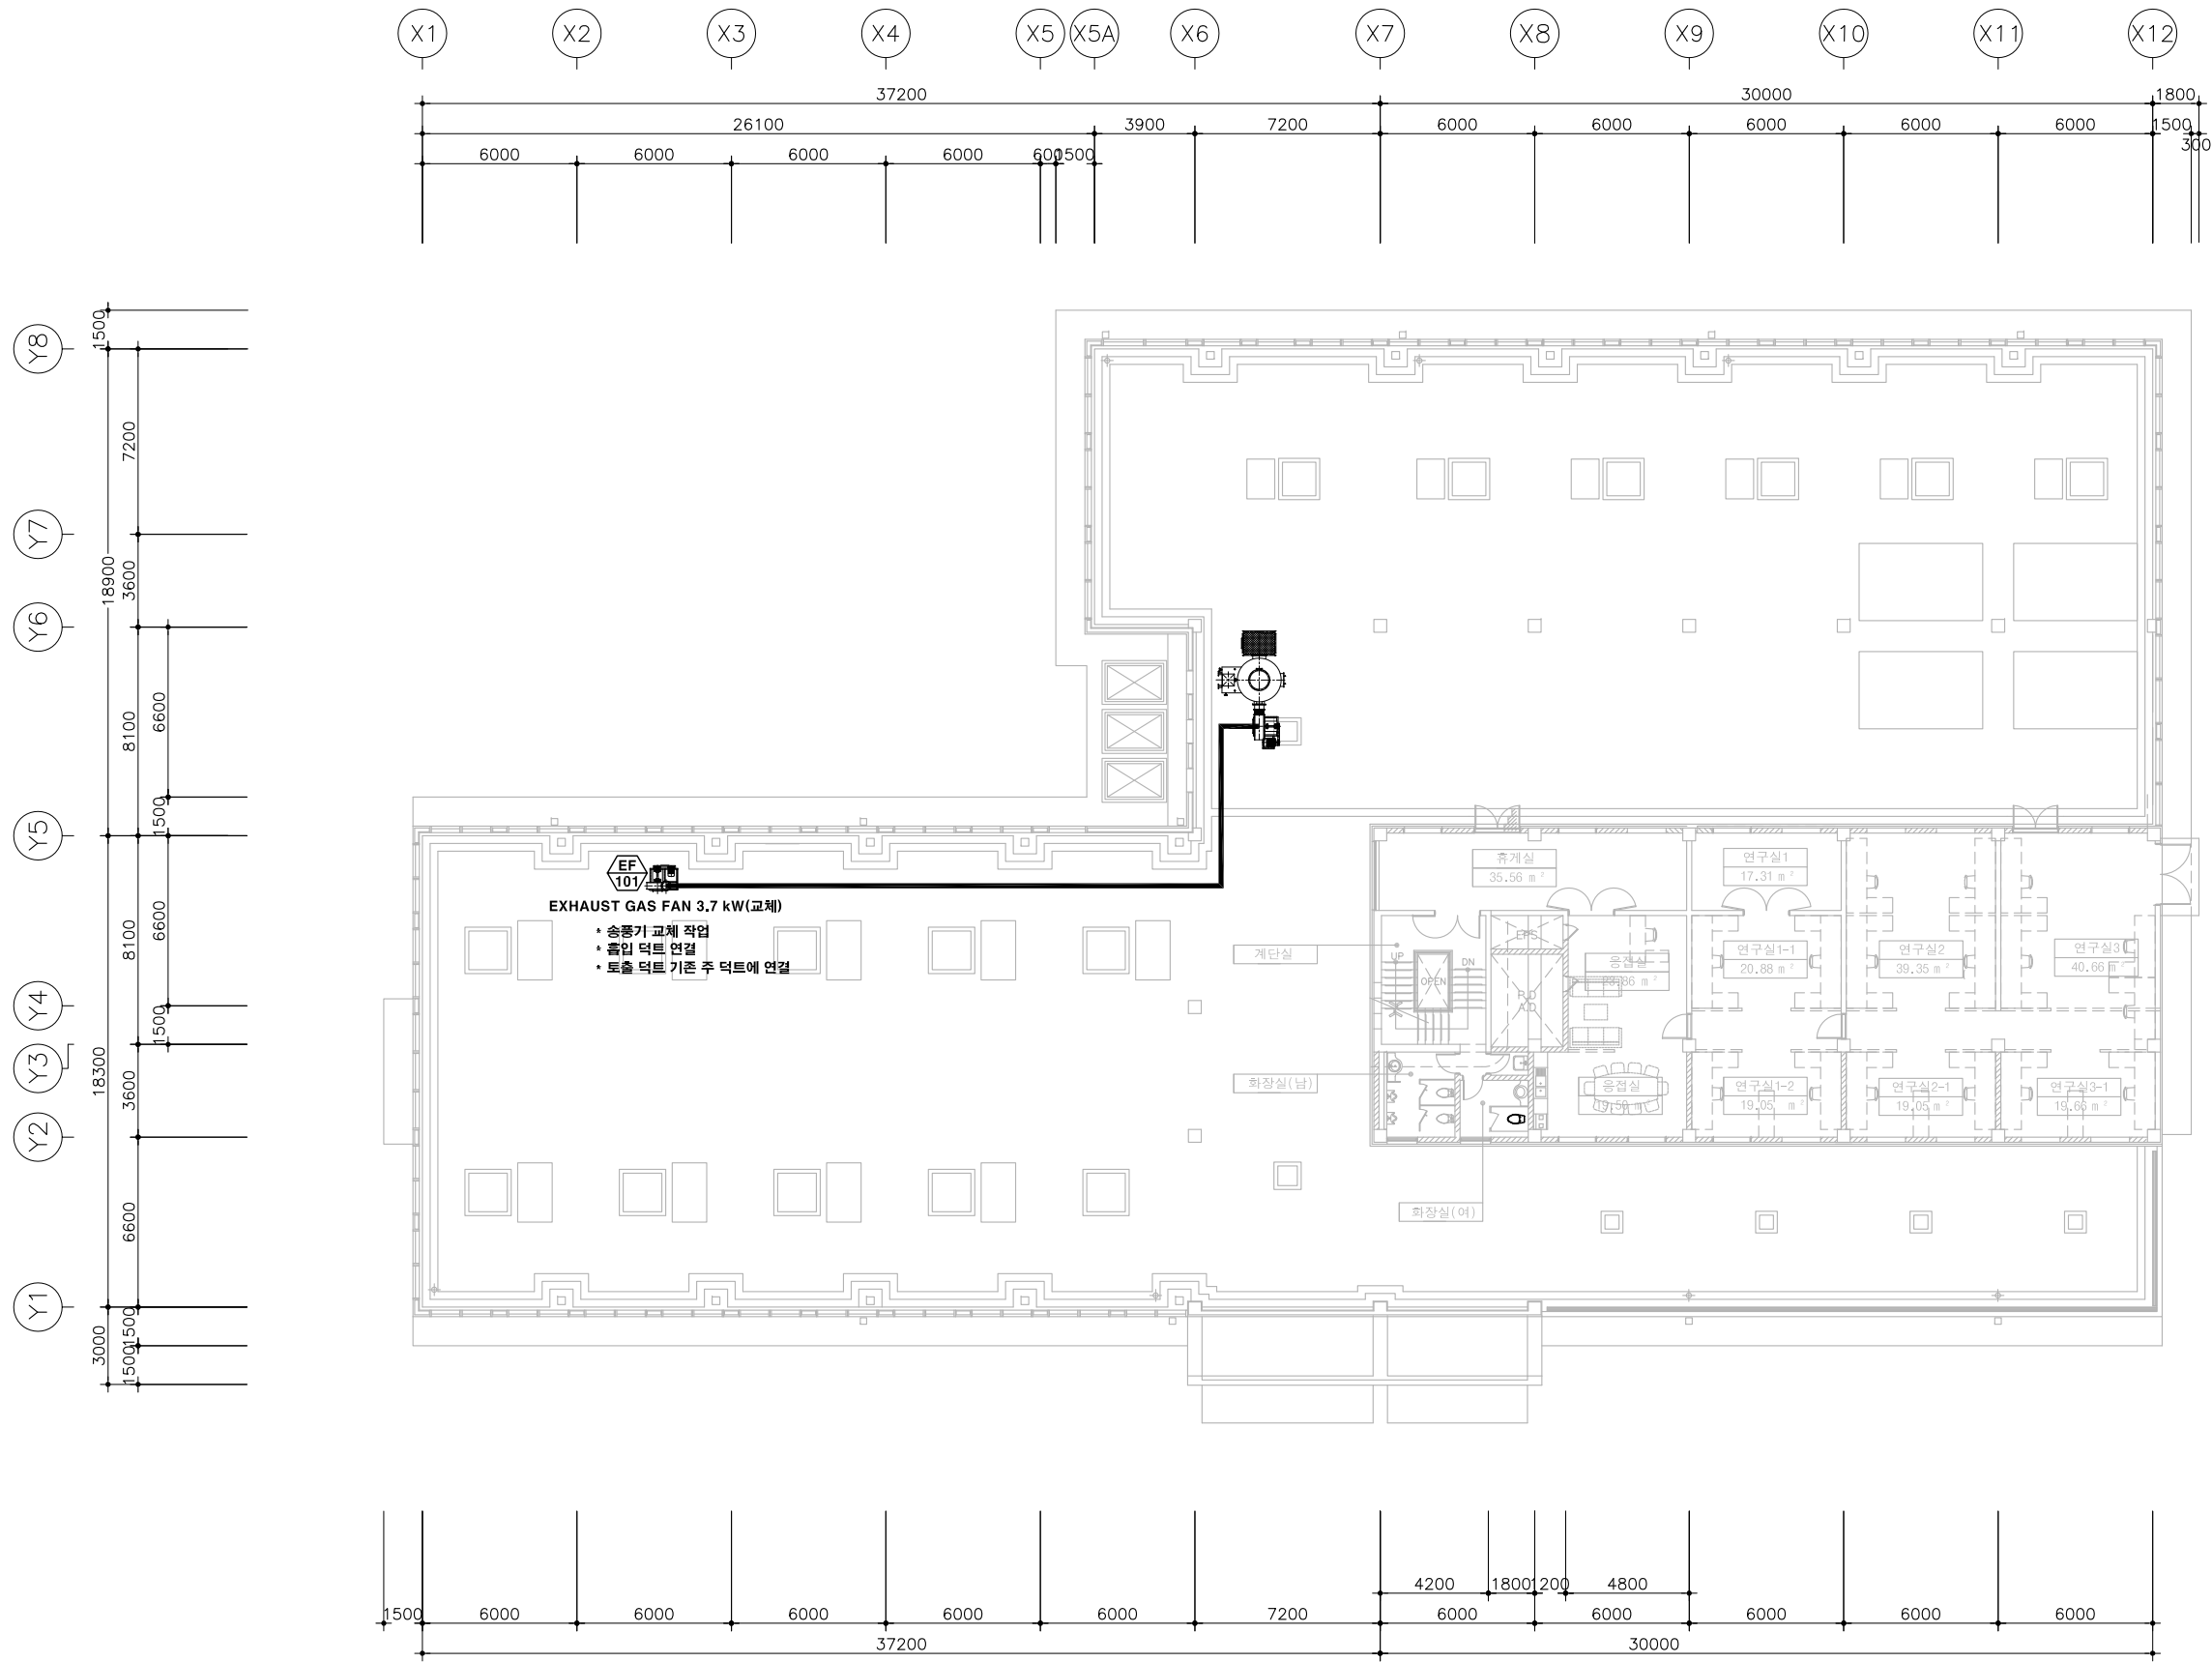 X1 X2 X3 X4 X5 X5A X6 X7 X8 X9 X10 X11 X12
37200 30000 1800
26100 3900 7200 6000 6000 6000 6000 6000 1500
300
6000 6000 6000 6000 600 1500
Y8
Y7
Y6
Y5
Y4
Y3
Y2
Y1
1500
18900
18300
3000
7200
3600
8100
8100
3600
6600
1500
1500
6600
1500
6600
1500
EF
101
EXHAUST GAS FAN 3.7 kW(교체)
* 송풍기 교체 작업
* 흡입 덕트 연결
* 토출 덕트 기존 주 덕트에 연결
휴게실
35.56 m²
연구실1
17.31 m²
계단실
UP
DN
OPEN
EPS
P.D
A.D
응접실
23.86 m²
연구실1-1
20.88 m²
연구실2
39.35 m²
연구실3
40.66 m²
화장실(남)
응접실
연구실1-2
19.05 m²
연구실2-1
19.05 m²
연구실3-1
19.66 m²
화장실(여)
4200 1800 1200 4800
1500 6000 6000 6000 6000 6000 7200 6000 6000 6000 6000 6000
37200 30000